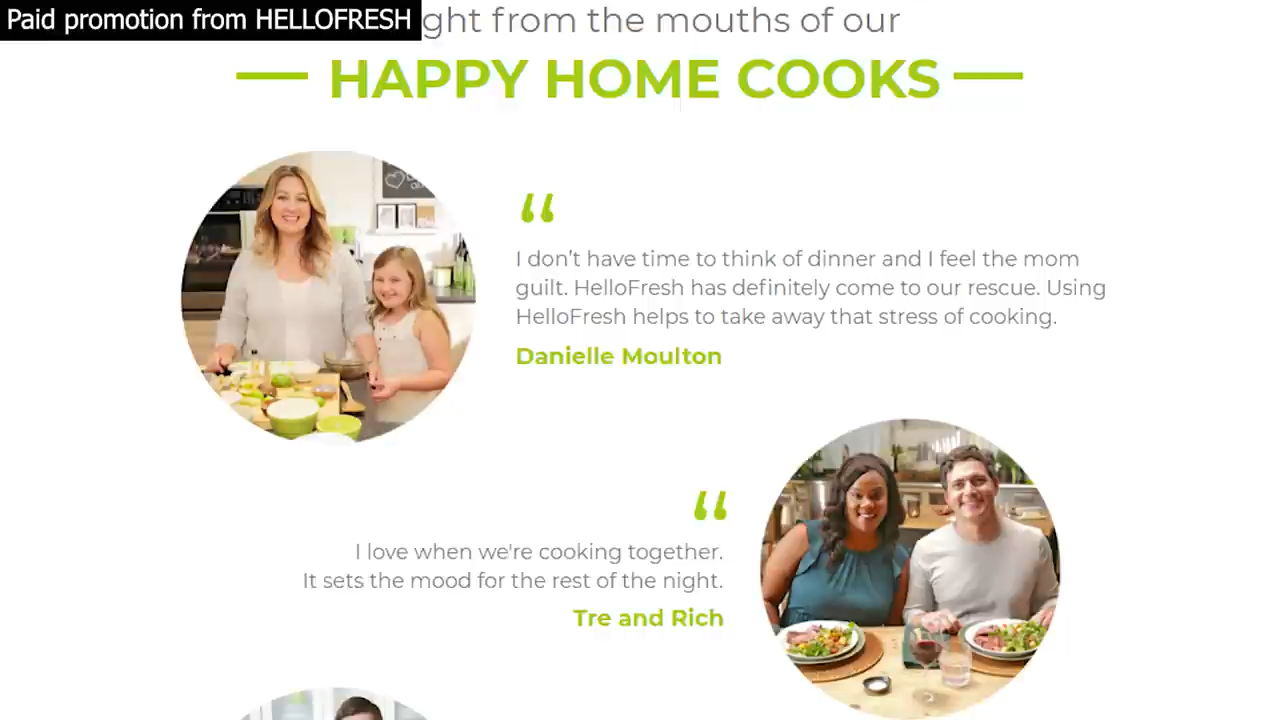 Paid promotion from HELLOFRESH
ght from the mouths of our
HAPPY HOME COOKS
“
I don’t have time to think of dinner and I feel the mom
guilt. HelloFresh has definitely come to our rescue. Using
HelloFresh helps to take away that stress of cooking.
Danielle Moulton
“
I love when we're cooking together.
It sets the mood for the rest of the night.
Tre and Rich